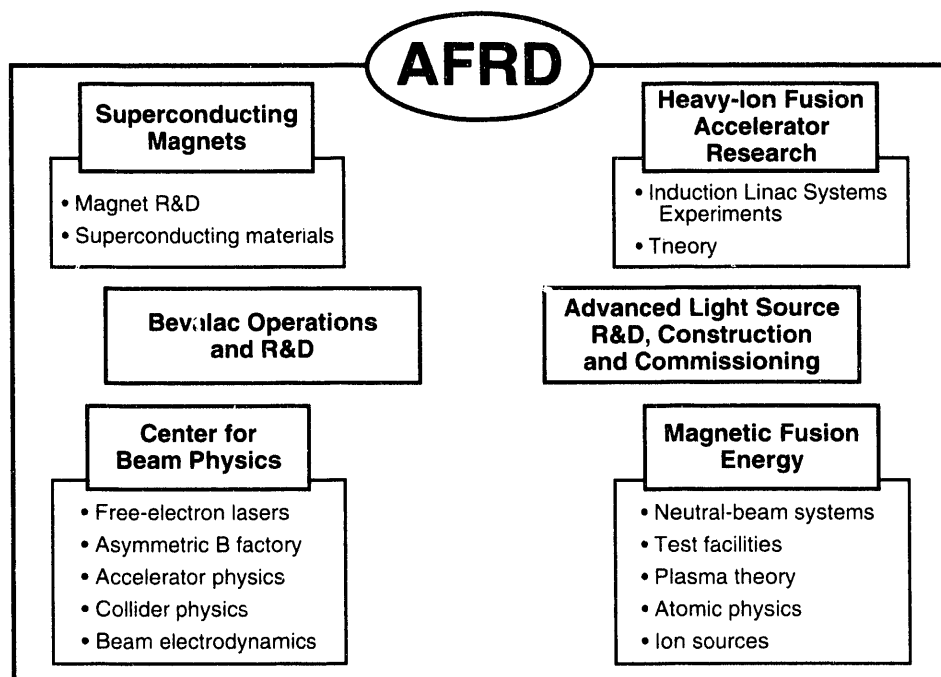 AFRD
Superconducting
Magnets
• Magnet R&D
• Superconducting materials
Heavy-Ion Fusion
Accelerator
Research
• Induction Linac Systems
Experiments
• Tneory
Bevalac Operations
and R&D
Advanced Light Source
R&D, Construction
and Commissioning
Center for
Beam Physics
• Free-electron lasers
• Asymmetric B factory
• Accelerator physics
• Collider physics
• Beam electrodynamics
Magnetic Fusion
Energy
• Neutral-beam systems
• Test facilities
• Plasma theory
• Atomic physics
• Ion sources